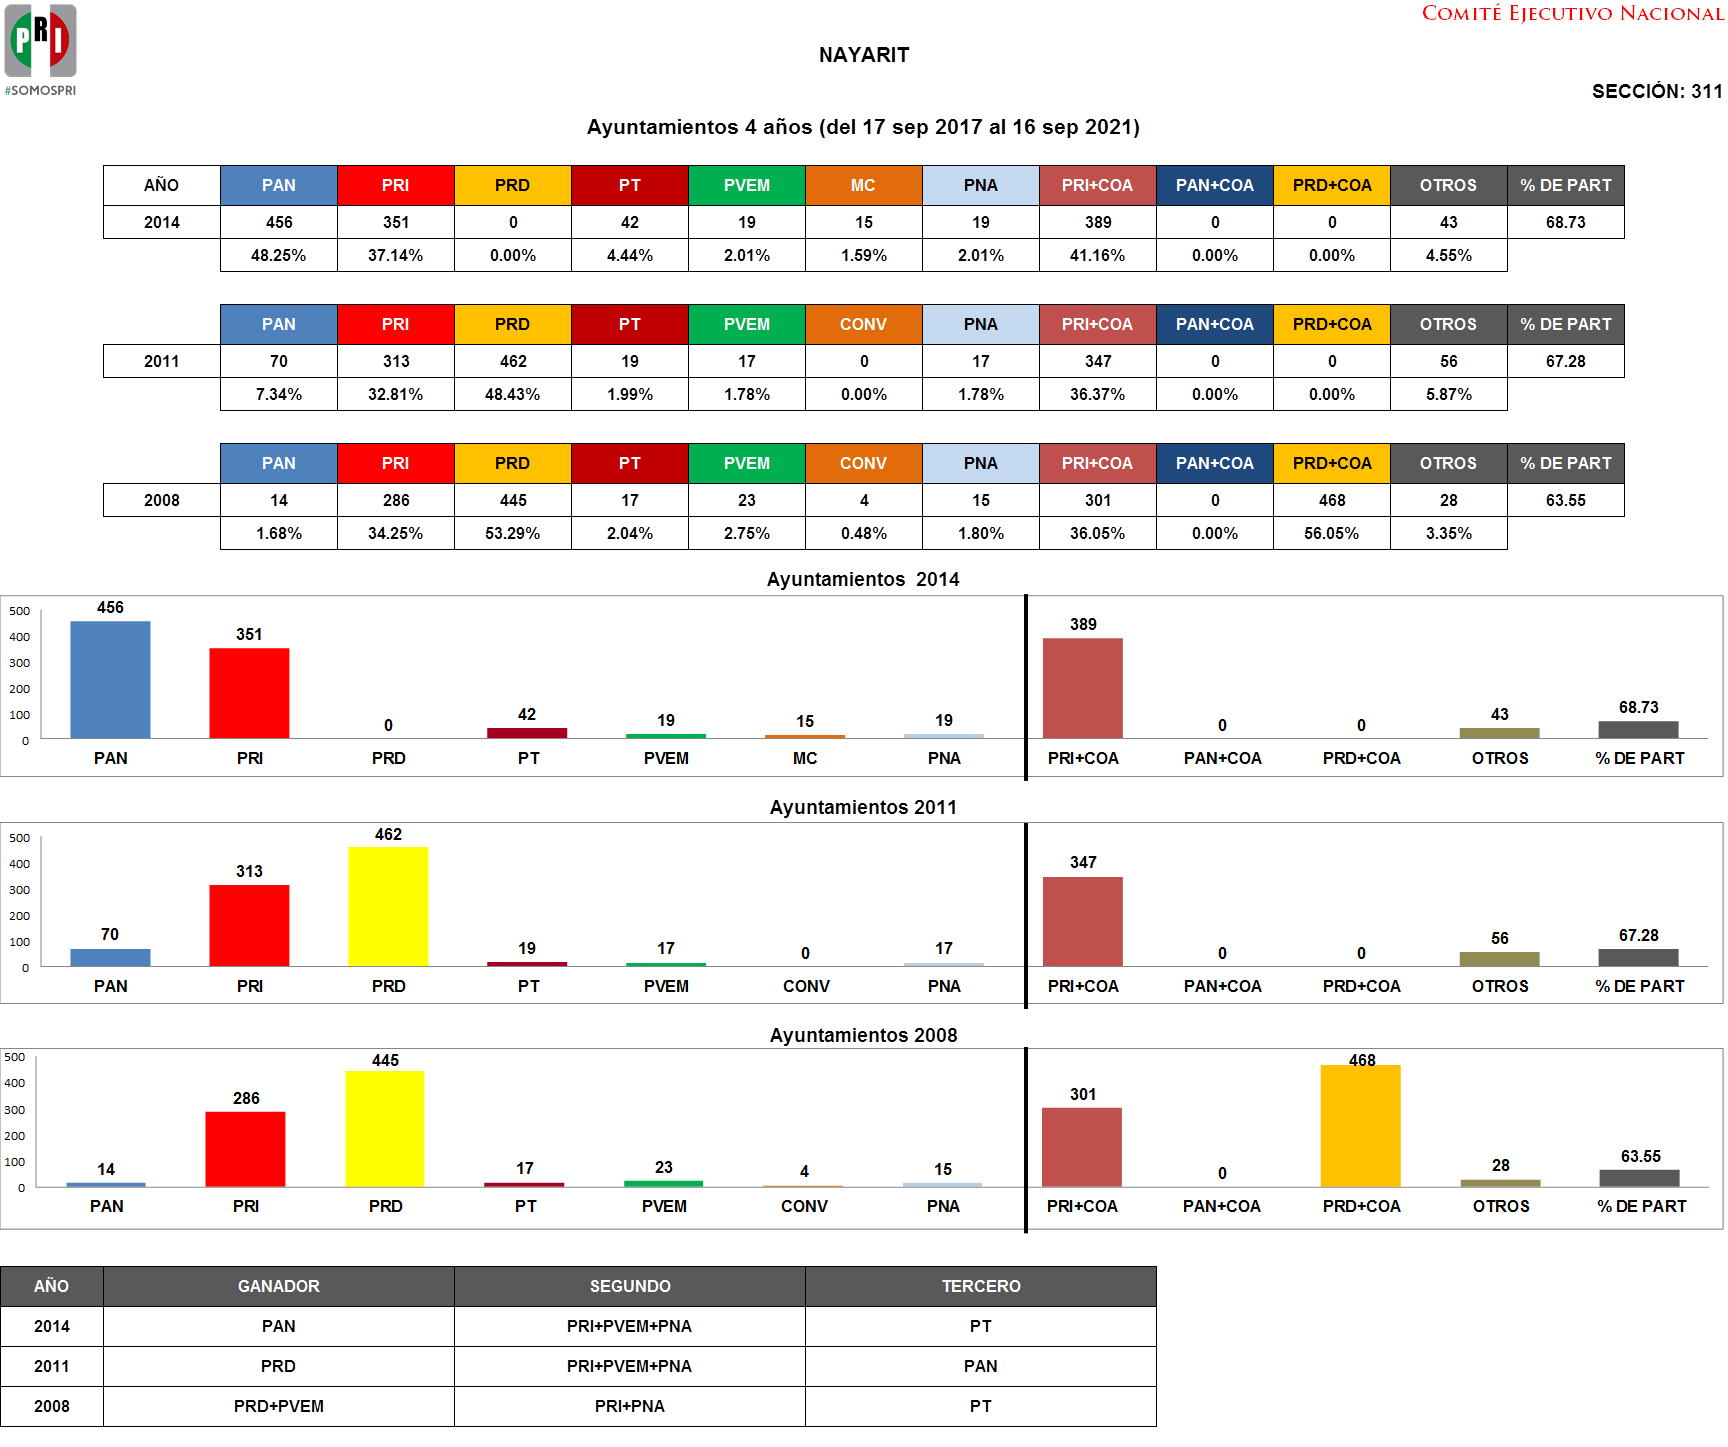 PRI
#SOMOSPRI
COMITÉ EJECUTIVO NACIONAL
NAYARIT
SECCIÓN: 311
Ayuntamientos 4 años (del 17 sep 2017 al 16 sep 2021)
AÑO PAN PRI PRD PT PVEM MC PNA PRI+COA PAN+COA PRD+COA OTROS % DE PART
2014 456 351 0 42 19 15 19 389 0 0 43 68.73
48.25% 37.14% 0.00% 4.44% 2.01% 1.59% 2.01% 41.16% 0.00% 0.00% 4.55%
PAN PRI PRD PT PVEM CONV PNA PRI+COA PAN+COA PRD+COA OTROS % DE PART
2011 70 313 462 19 17 0 17 347 0 0 56 67.28
7.34% 32.81% 48.43% 1.99% 1.78% 0.00% 1.78% 36.37% 0.00% 0.00% 5.87%
PAN PRI PRD PT PVEM CONV PNA PRI+COA PAN+COA PRD+COA OTROS % DE PART
2008 14 286 445 17 23 4 15 301 0 468 28 63.55
1.68% 34.25% 53.29% 2.04% 2.75% 0.48% 1.80% 36.05% 0.00% 56.05% 3.35%
Ayuntamientos 2014
500
400
300
200
100
0
456 351 0 42 19 15 19 389 0 0 43 68.73
PAN PRI PRD PT PVEM MC PNA PRI+COA PAN+COA PRD+COA OTROS % DE PART
Ayuntamientos 2011
500
400
300
200
100
0
70 313 462 19 17 0 17 347 0 0 56 67.28
PAN PRI PRD PT PVEM CONV PNA PRI+COA PAN+COA PRD+COA OTROS % DE PART
Ayuntamientos 2008
500
400
300
200
100
0
14 286 445 17 23 4 15 301 0 468 28 63.55
PAN PRI PRD PT PVEM CONV PNA PRI+COA PAN+COA PRD+COA OTROS % DE PART
AÑO GANADOR SEGUNDO TERCERO
2014 PAN PRI+PVEM+PNA PT
2011 PRD PRI+PVEM+PNA PAN
2008 PRD+PVEM PRI+PNA PT